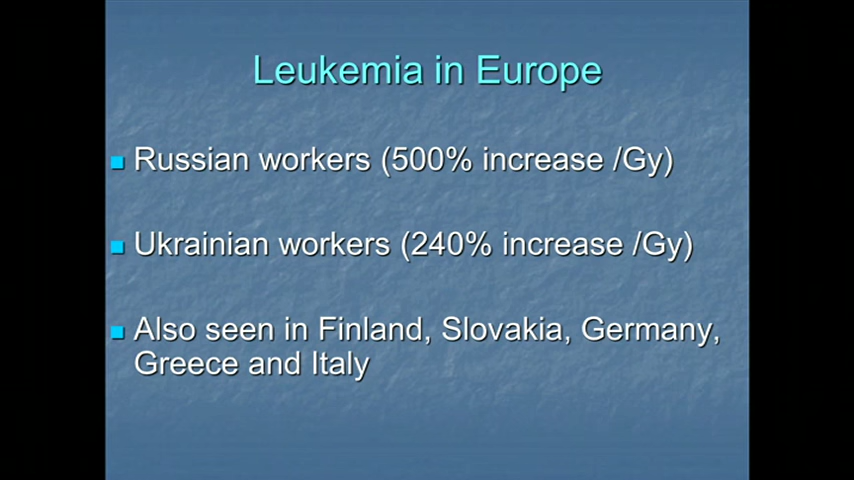 Leukemia in Europe
Russian workers (500% increase /Gy)
Ukrainian workers (240% increase /Gy)
Also seen in Finland, Slovakia, Germany,
Greece and Italy